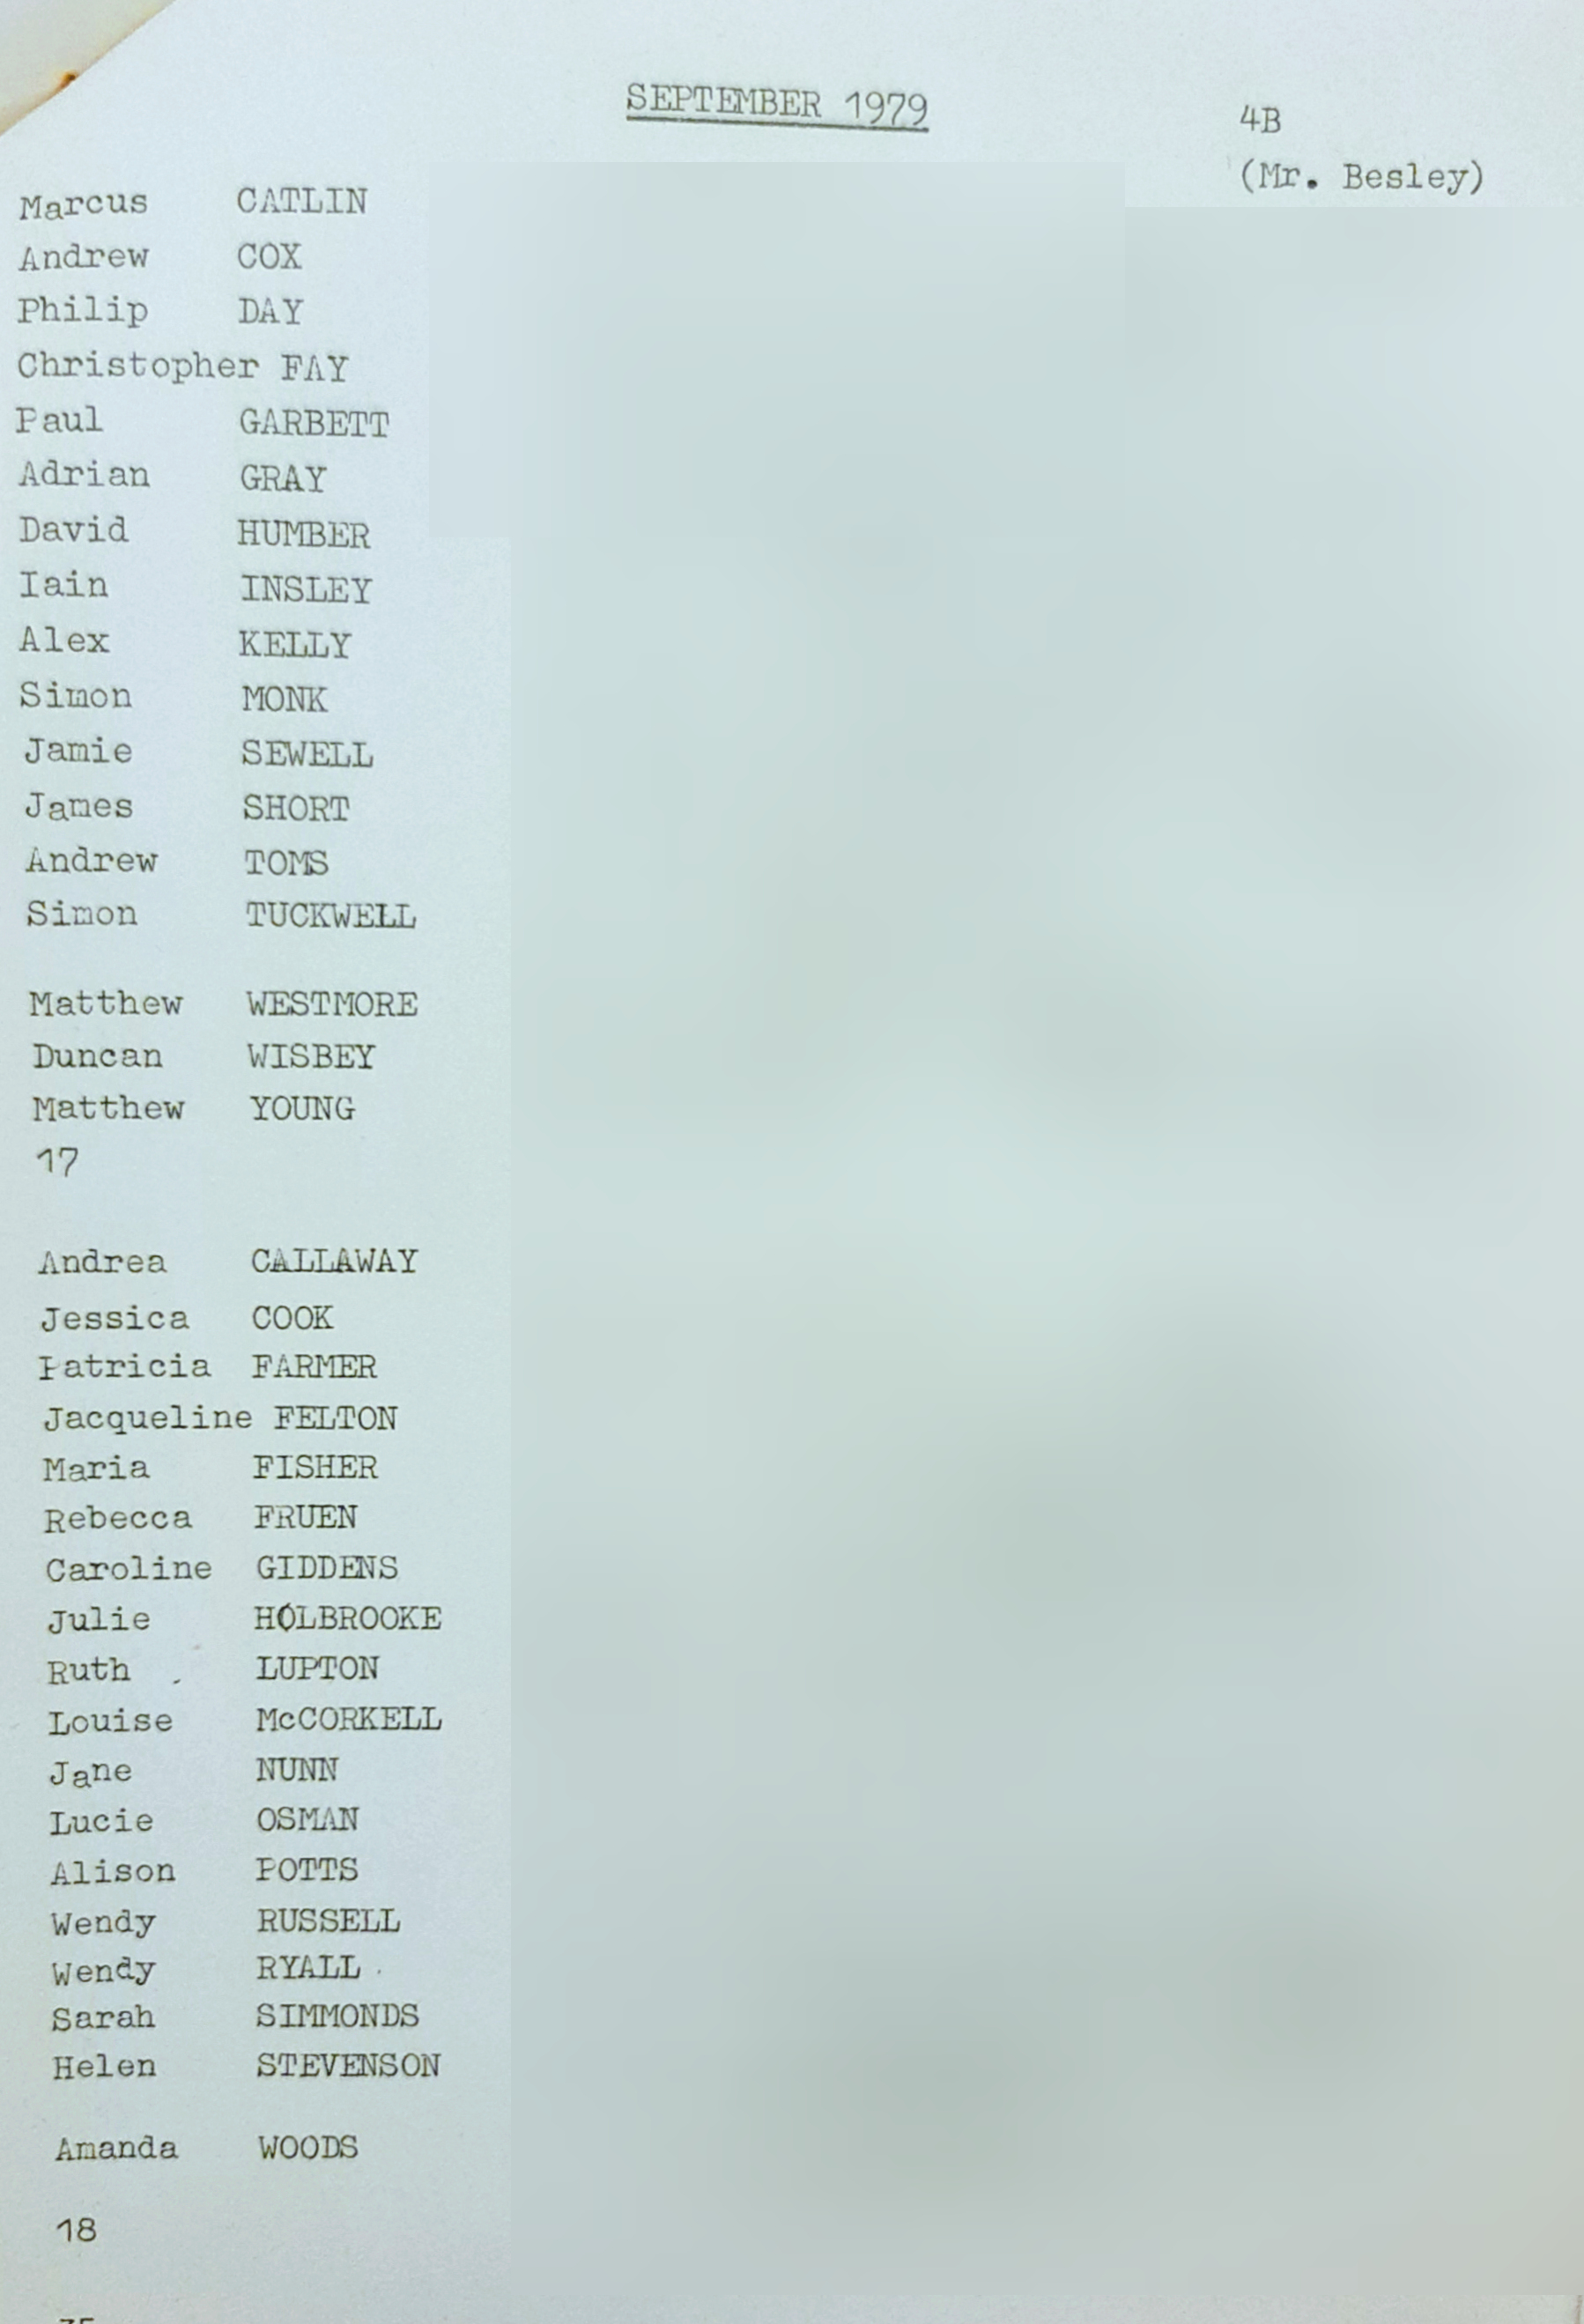 SEPTEMBER 1979
4B
(Mr. Besley)
Marcus CATLIN
Andrew COX
Philip DAY
Christopher FAY
Paul GARBETT
Adrian GRAY
David HUMBER
Iain INSLEY
Alex KELLY
Simon MONK
Jamie SEWELL
James SHORT
Andrew TOMS
Simon TUCKWELL
Matthew WESTMORE
Duncan WISBEY
Matthew YOUNG
17
Andrea CALLAWAY
Jessica COOK
Patricia FARMER
Jacqueline FELTON
Maria FISHER
Rebecca FRUEN
Caroline GIDDENS
Julie HOLBROOKE
Ruth LUPTON
Louise McCORKELL
Jane NUNN
Lucie OSMAN
Alison POTTS
Wendy RUSSELL
Wendy RYALL
Sarah SIMMONDS
Helen STEVENSON
Amanda WOODS
18